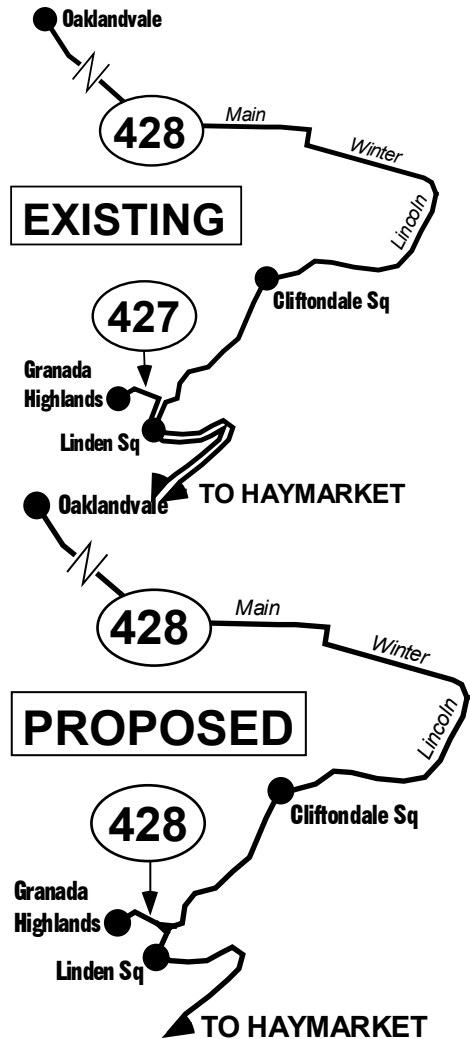 Oaklandvale
428
Main
Winter
Lincoln
EXISTING
Cliftondale Sq
427
Granada
Highlands
Linden Sq
TO HAYMARKET
Oaklandvale
428
Main
Winter
Lincoln
PROPOSED
Cliftondale Sq
428
Granada
Highlands
Linden Sq
TO HAYMARKET